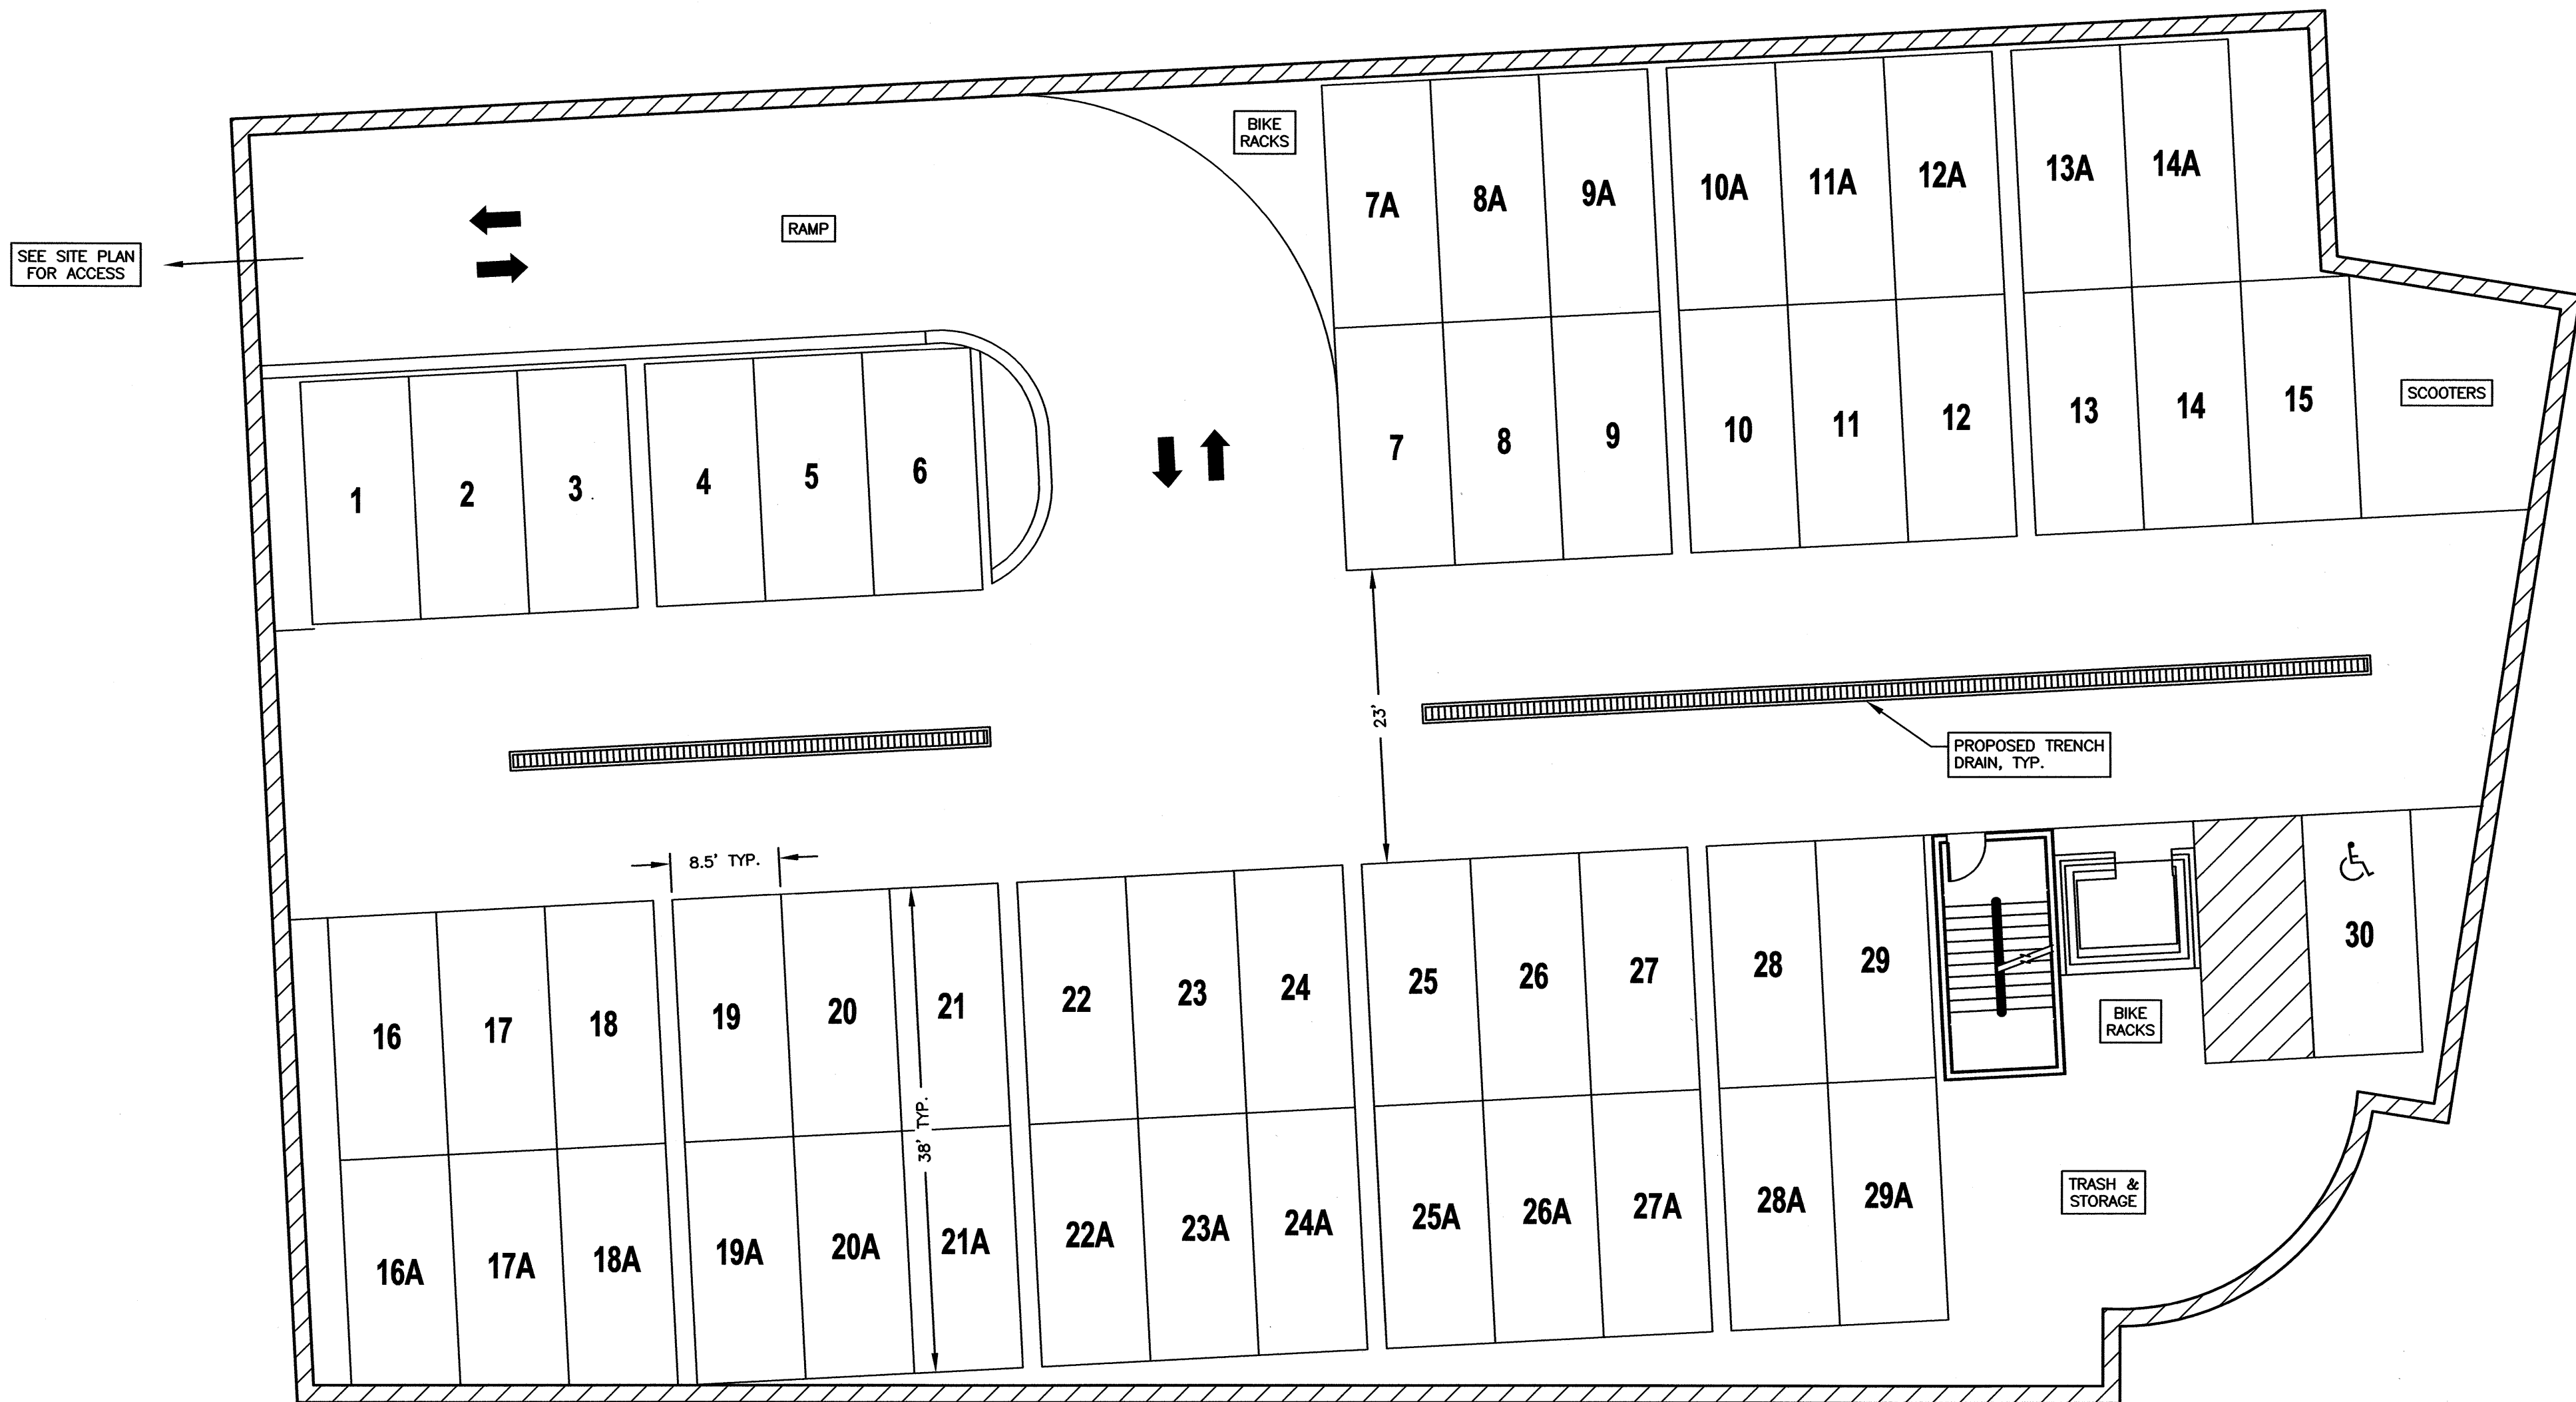 SEE SITE PLAN
FOR ACCESS
RAMP
BIKE
RACKS
7A
8A
9A
10A
11A
12A
13A
14A
1
2
3
4
5
6
7
8
9
10
11
12
13
14
15
SCOOTERS
23'
PROPOSED TRENCH
DRAIN, TYP.
8.5' TYP.
38' TYP.
16
17
18
19
20
21
22
23
24
25
26
27
28
29
30
BIKE
RACKS
16A
17A
18A
19A
20A
21A
22A
23A
24A
25A
26A
27A
28A
29A
TRASH &
STORAGE